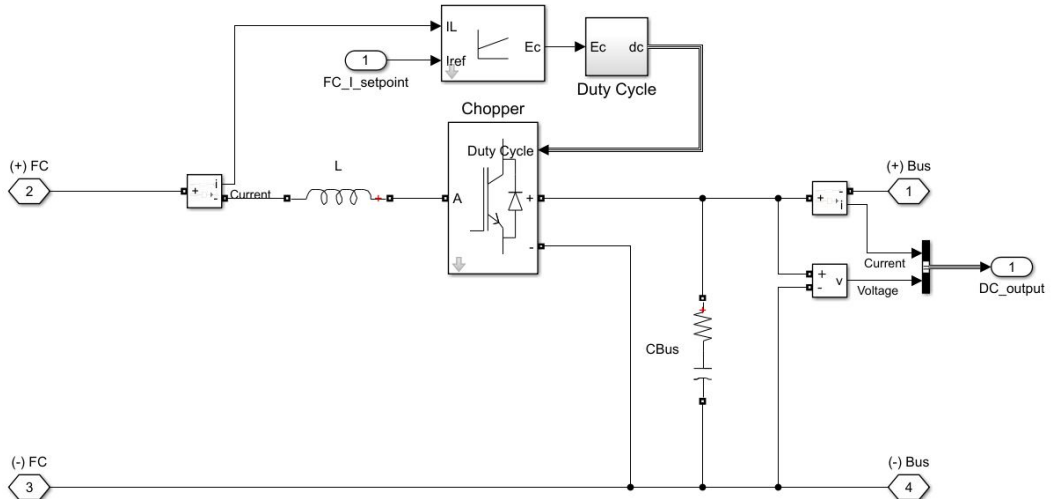 IL
Iref
Ec
Ec
dc
1
FC_I_setpoint
Duty Cycle
Chopper
Duty Cycle
(+) FC
2
+
i
-
Current
L
+
A
+
-
+
-
i
(+) Bus
1
Current
+
-
v
Voltage
1
DC_output
+
CBus
(-) FC
3
(-) Bus
4